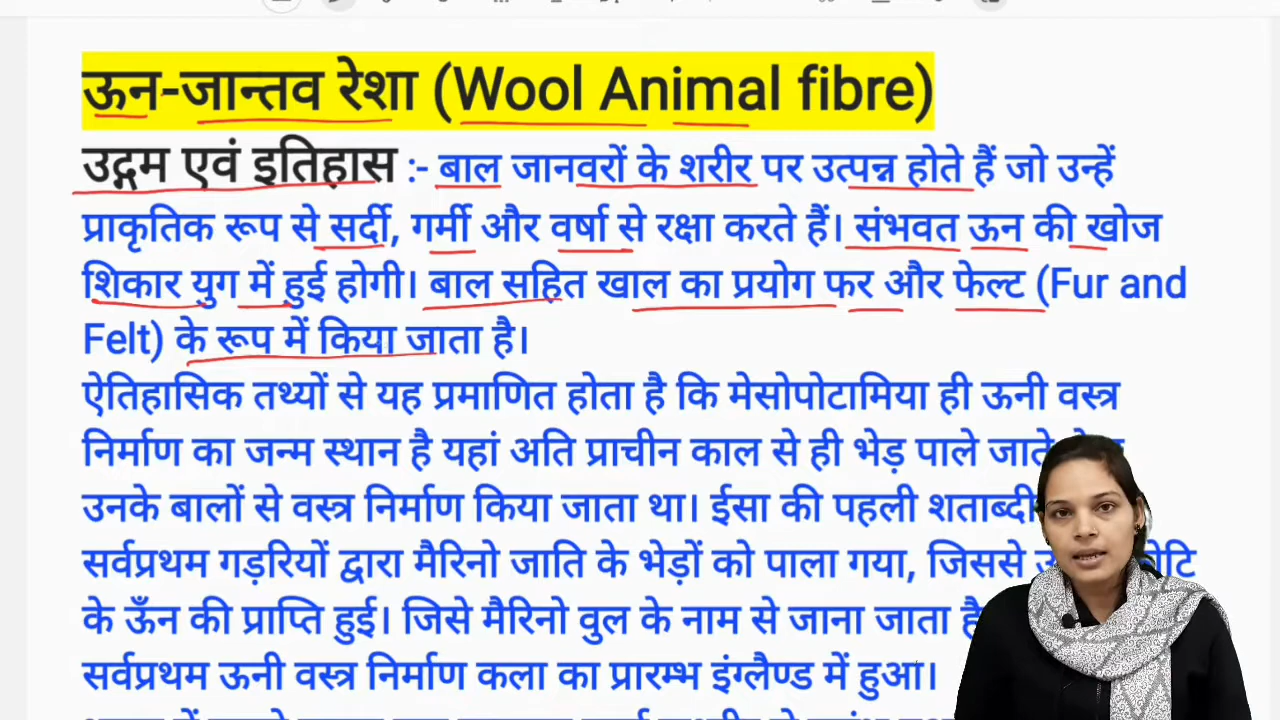 ऊन-जान्तव रेशा (Wool Animal fibre)
उद्गम एवं इतिहास :- बाल जानवरों के शरीर पर उत्पन्न होते हैं जो उन्हें
प्राकृतिक रूप से सर्दी, गर्मी और वर्षा से रक्षा करते हैं। संभवत ऊन की खोज
शिकार युग में हुई होगी। बाल सहित खाल का प्रयोग फर और फेल्ट (Fur and
Felt) के रूप में किया जाता है।
ऐतिहासिक तथ्यों से यह प्रमाणित होता है कि मेसोपोटामिया ही ऊनी वस्त्र
निर्माण का जन्म स्थान है यहां अति प्राचीन काल से ही भेड़ पाले जाते
उनके बालों से वस्त्र निर्माण किया जाता था। ईसा की पहली शताब्दी
सर्वप्रथम गड़रियों द्वारा मैरिनो जाति के भेड़ों को पाला गया, जिससे
के ऊँन की प्राप्ति हुई। जिसे मैरिनो वुल के नाम से जाना जाता
सर्वप्रथम ऊनी वस्त्र निर्माण कला का प्रारम्भ इंग्लैण्ड में हुआ।